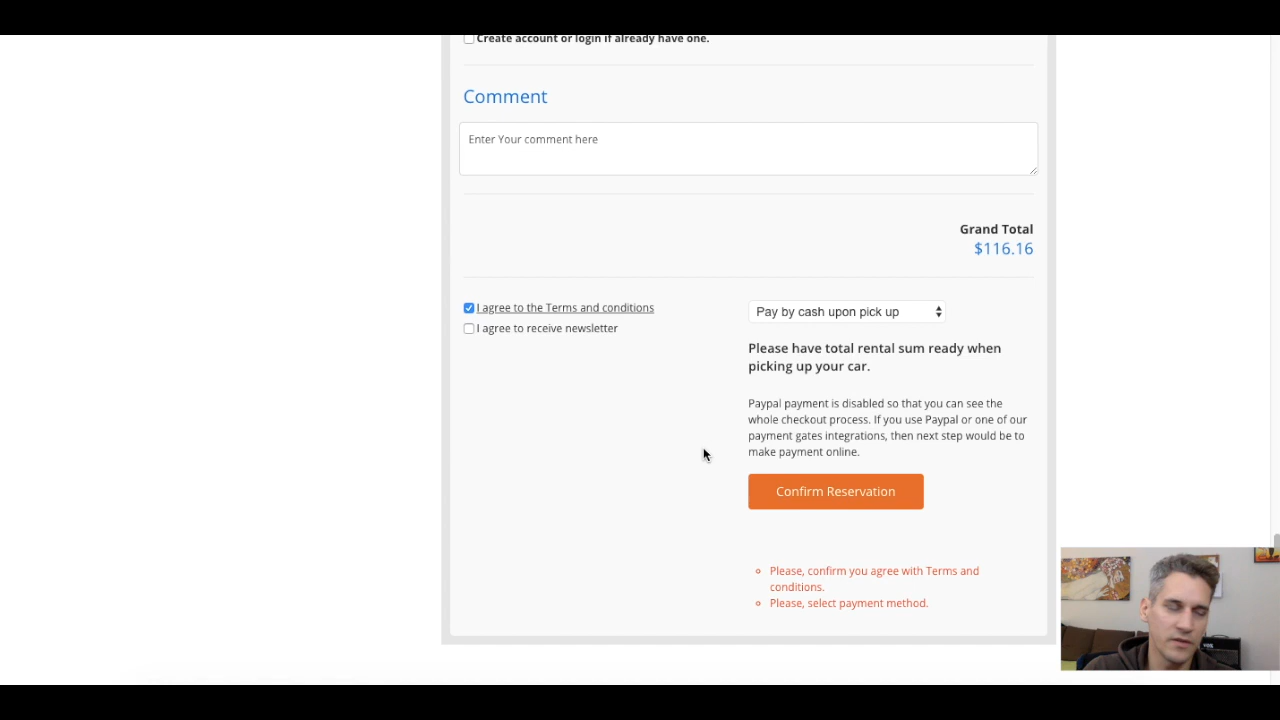 Create account or login if already have one.
Comment
Enter Your comment here
Grand Total
$116.16
I agree to the Terms and conditions
I agree to receive newsletter
Pay by cash upon pick up
Please have total rental sum ready when
picking up your car.
Paypal payment is disabled so that you can see the
whole checkout process. If you use Paypal or one of our
payment gates integrations, then next step would be to
make payment online.
Confirm Reservation
Please, confirm you agree with Terms and
conditions.
Please, select payment method.